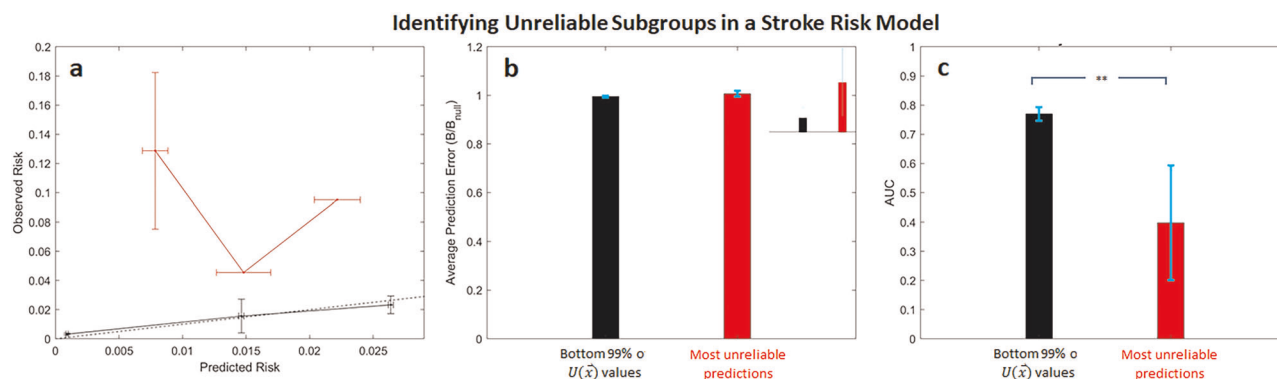 Identifying Unreliable Subgroups in a Stroke Risk Model
a
0.2
0.18
0.16
0.14
0.12
0.1
0.08
0.06
0.04
0.02
0
Observed Risk
0
0.005
0.01
0.015
0.02
0.025
Predicted Risk
b
1.2
1
0.8
0.6
0.4
0.2
0
Average Prediction Error (B/Bnull)
Bottom 99% o
U(x⃗) values
Most unreliable
predictions
c
1
0.9
0.8
0.7
0.6
0.5
0.4
0.3
0.2
0.1
0
AUC
**
Bottom 99% o
U(x⃗) values
Most unreliable
predictions